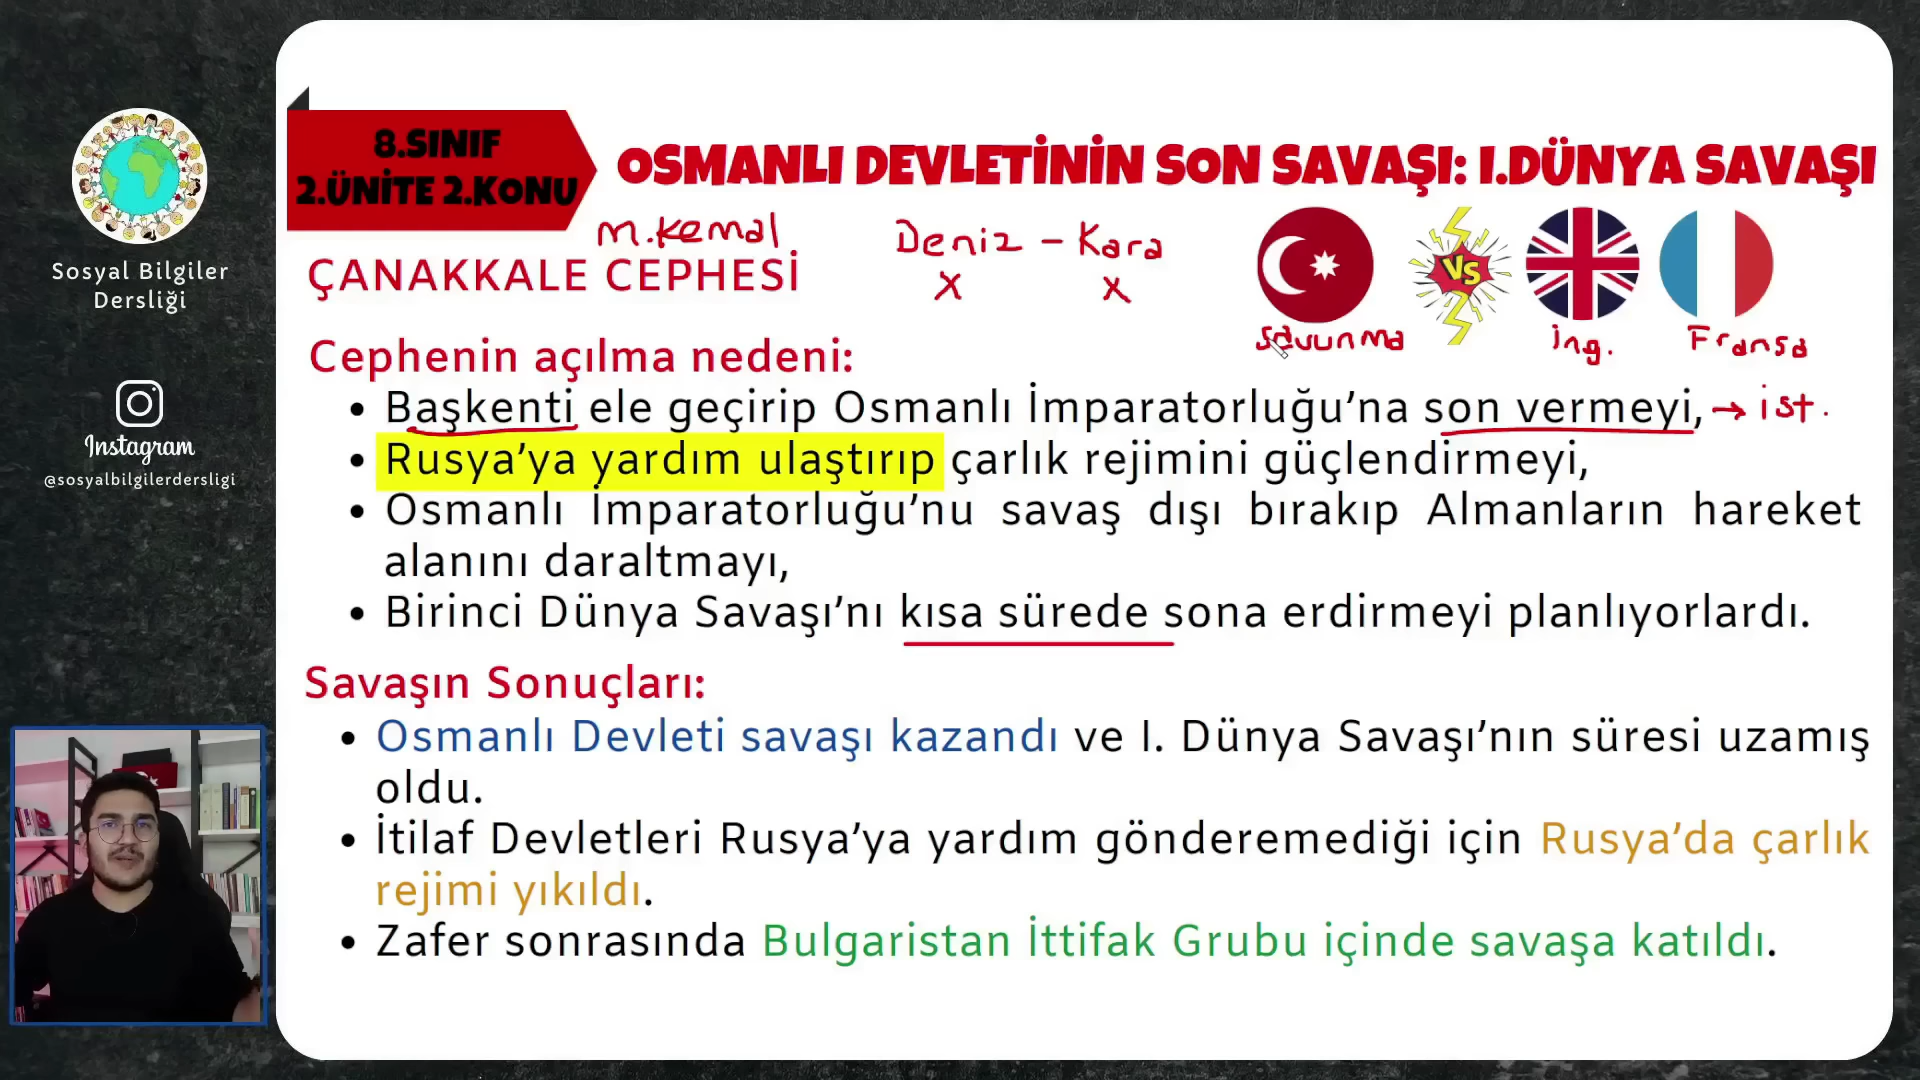 8.SINIF
2.ÜNİTE 2.KONU
OSMANLI DEVLETİNİN SON SAVAŞI: I.DÜNYA SAVAŞI
Sosyal Bilgiler
Dersliği
Instagram
@sosyalbilgilerdersligi
M.Kemal
Deniz - Kara
X X
ÇANAKKALE CEPHESİ
VS
Savunma
ing.
Fransa
Cephenin açılma nedeni:
• Başkenti ele geçirip Osmanlı İmparatorluğu’na son vermeyi, → ist.
• Rusya’ya yardım ulaştırıp çarlık rejimini güçlendirmeyi,
• Osmanlı İmparatorluğu’nu savaş dışı bırakıp Almanların hareket
alanını daraltmayı,
• Birinci Dünya Savaşı’nı kısa sürede sona erdirmeyi planlıyorlardı.
Savaşın Sonuçları:
• Osmanlı Devleti savaşı kazandı ve I. Dünya Savaşı’nın süresi uzamış
oldu.
• İtilaf Devletleri Rusya’ya yardım gönderemediği için Rusya’da çarlık
rejimi yıkıldı.
• Zafer sonrasında Bulgaristan İttifak Grubu içinde savaşa katıldı.